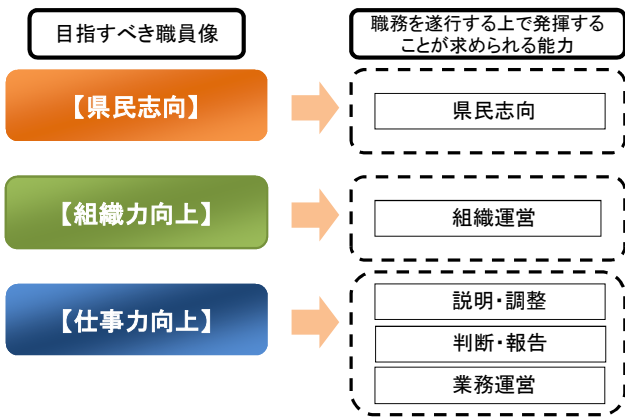 目指すべき職員像
職務を遂行する上で発揮する
ことが求められる能力
【県民志向】
県民志向
【組織力向上】
組織運営
【仕事力向上】
説明・調整
判断・報告
業務運営